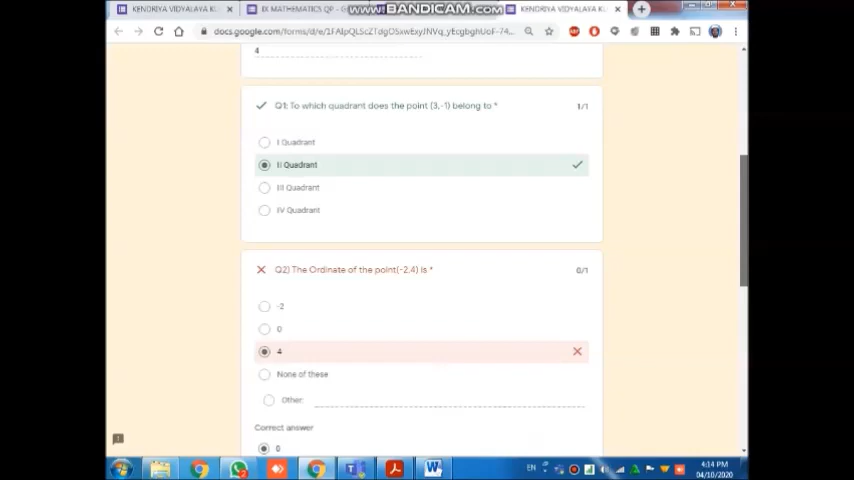 KENDRIYA VIDYALAYA K
IX MATHEMATICS QP - G
WWW.BANDICAM.COM
KENDRIYA VIDYALAYA K
docs.google.com/forms/d/e/1FAIpQLScZTdgOSxwExyJNVq_yEcgbghUoF-74...
4
Q1: To which quadrant does the point (3,-1) belong to *
1/1
I Quadrant
II Quadrant
III Quadrant
IV Quadrant
Q2) The Ordinate of the point(-2,4) is *
0/1
-2
0
4
None of these
Other:
Correct answer
0
EN
4:14 PM
04/10/2020